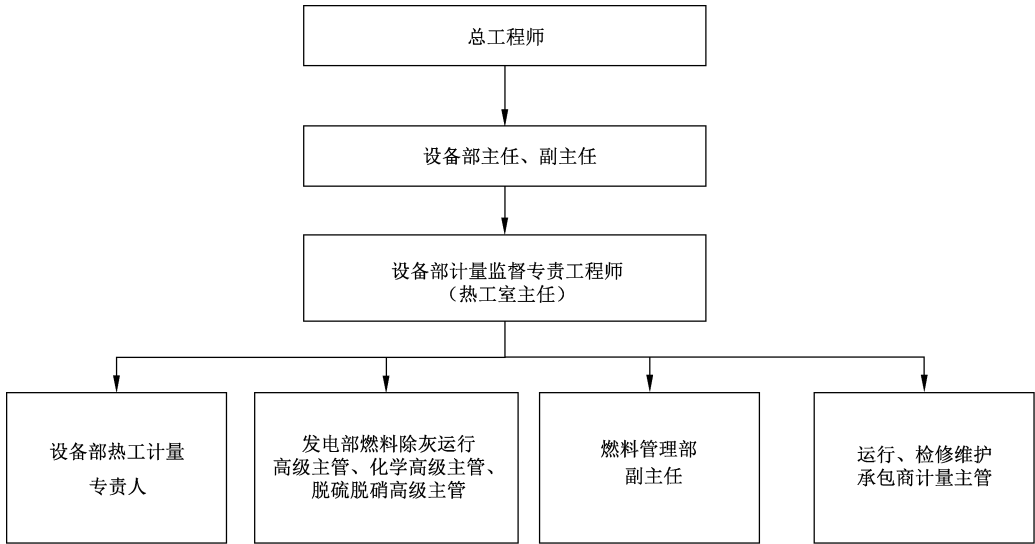 总工程师
设备部主任、副主任
设备部计量监督专责工程师
（热工室主任）
设备部热工计量
专责人
发电部燃料除灰运行
高级主管、化学高级主管、
脱硫脱硝高级主管
燃料管理部
副主任
运行、检修维护
承包商计量主管